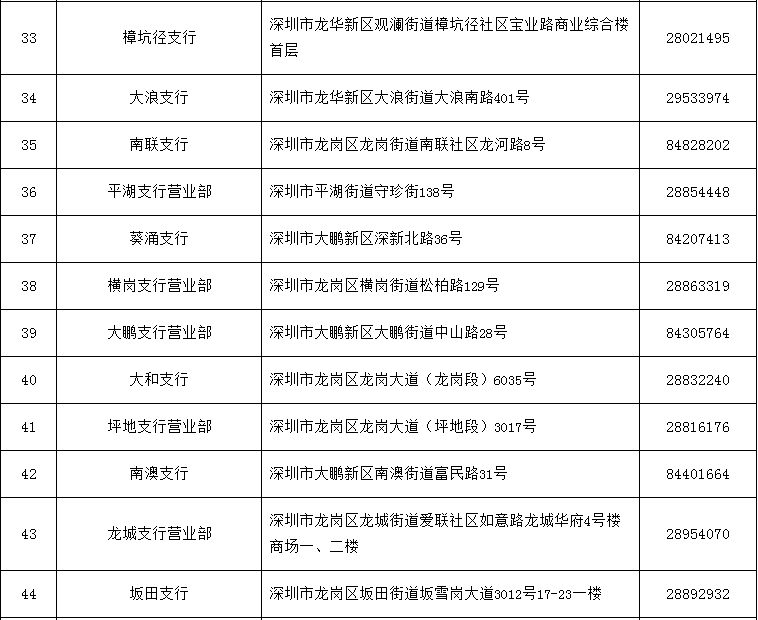 33 樟坑径支行 深圳市龙华新区观澜街道樟坑径社区宝业路商业综合楼 28021495
首层
34 大浪支行 深圳市龙华新区大浪街道大浪南路401号 29533974
35 南联支行 深圳市龙岗区龙岗街道南联社区龙河路8号 84828202
36 平湖支行营业部 深圳市平湖街道守珍街138号 28854448
37 葵涌支行 深圳市大鹏新区深新北路36号 84207413
38 横岗支行营业部 深圳市龙岗区横岗街道松柏路129号 28863319
39 大鹏支行营业部 深圳市大鹏新区大鹏街道中山路28号 84305764
40 大和支行 深圳市龙岗区龙岗大道（龙岗段）6035号 28832240
41 坪地支行营业部 深圳市龙岗区龙岗大道（坪地段）3017号 28816176
42 南澳支行 深圳市大鹏新区南澳街道富民路31号 84401664
43 龙城支行营业部 深圳市龙岗区龙城街道爱联社区如意路龙城华府4号楼 28954070
商场一、二楼
44 坂田支行 深圳市龙岗区坂田街道坂雪岗大道3012号17-23一楼 28892932